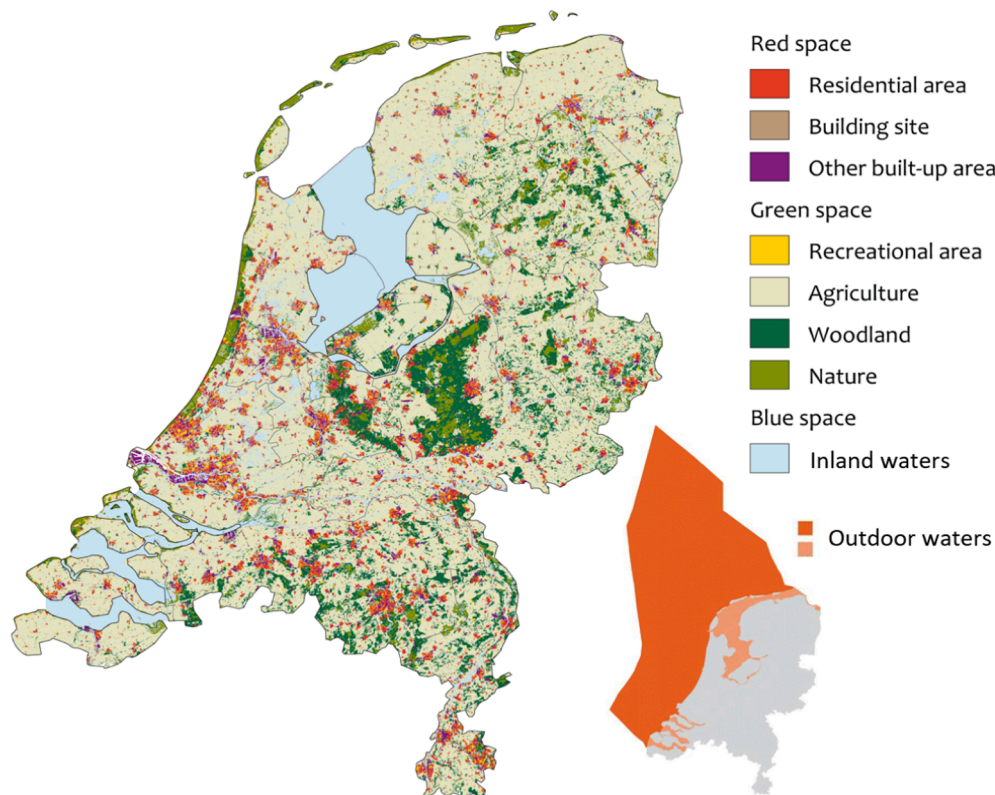 Red space
Residential area
Building site
Other built-up area
Green space
Recreational area
Agriculture
Woodland
Nature
Blue space
Inland waters
Outdoor waters